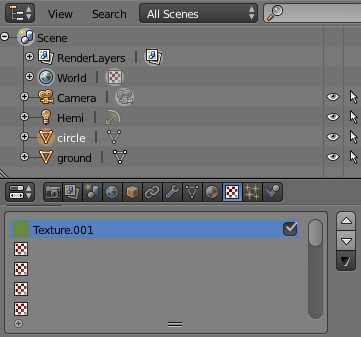 View Search All Scenes
Scene
RenderLayers
World
Camera
Hemi
circle
ground
Texture.001